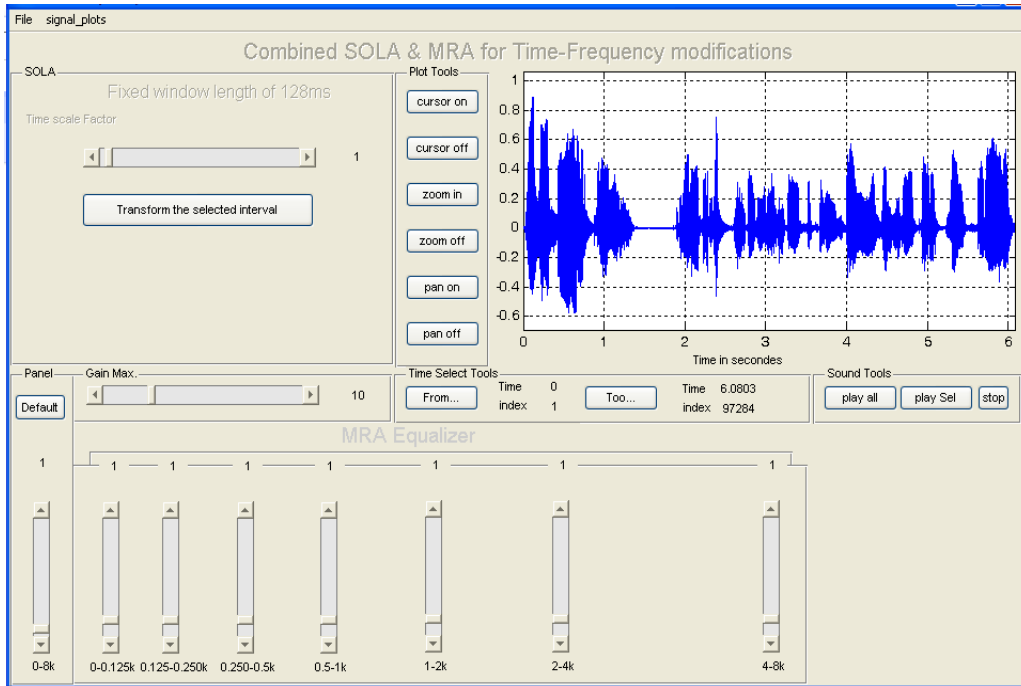 File signal_plots
Combined SOLA & MRA for Time-Frequency modifications
SOLA
Fixed window length of 128ms
Time scale Factor
1
Transform the selected interval
Plot Tools
cursor on
cursor off
zoom in
zoom off
pan on
pan off
1
0.8
0.6
0.4
0.2
0
-0.2
-0.4
-0.6
0 1 2 3 4 5 6
Time in secondes
Panel
Default
Gain Max.
10
Time Select Tools
From...
Time 0
index 1
Too...
Time 6.0803
index 97284
Sound Tools
play all play Sel stop
MRA Equalizer
1 1 1 1 1 1 1 1
0-8k 0-0.125k 0.125-0.250k 0.250-0.5k 0.5-1k 1-2k 2-4k 4-8k